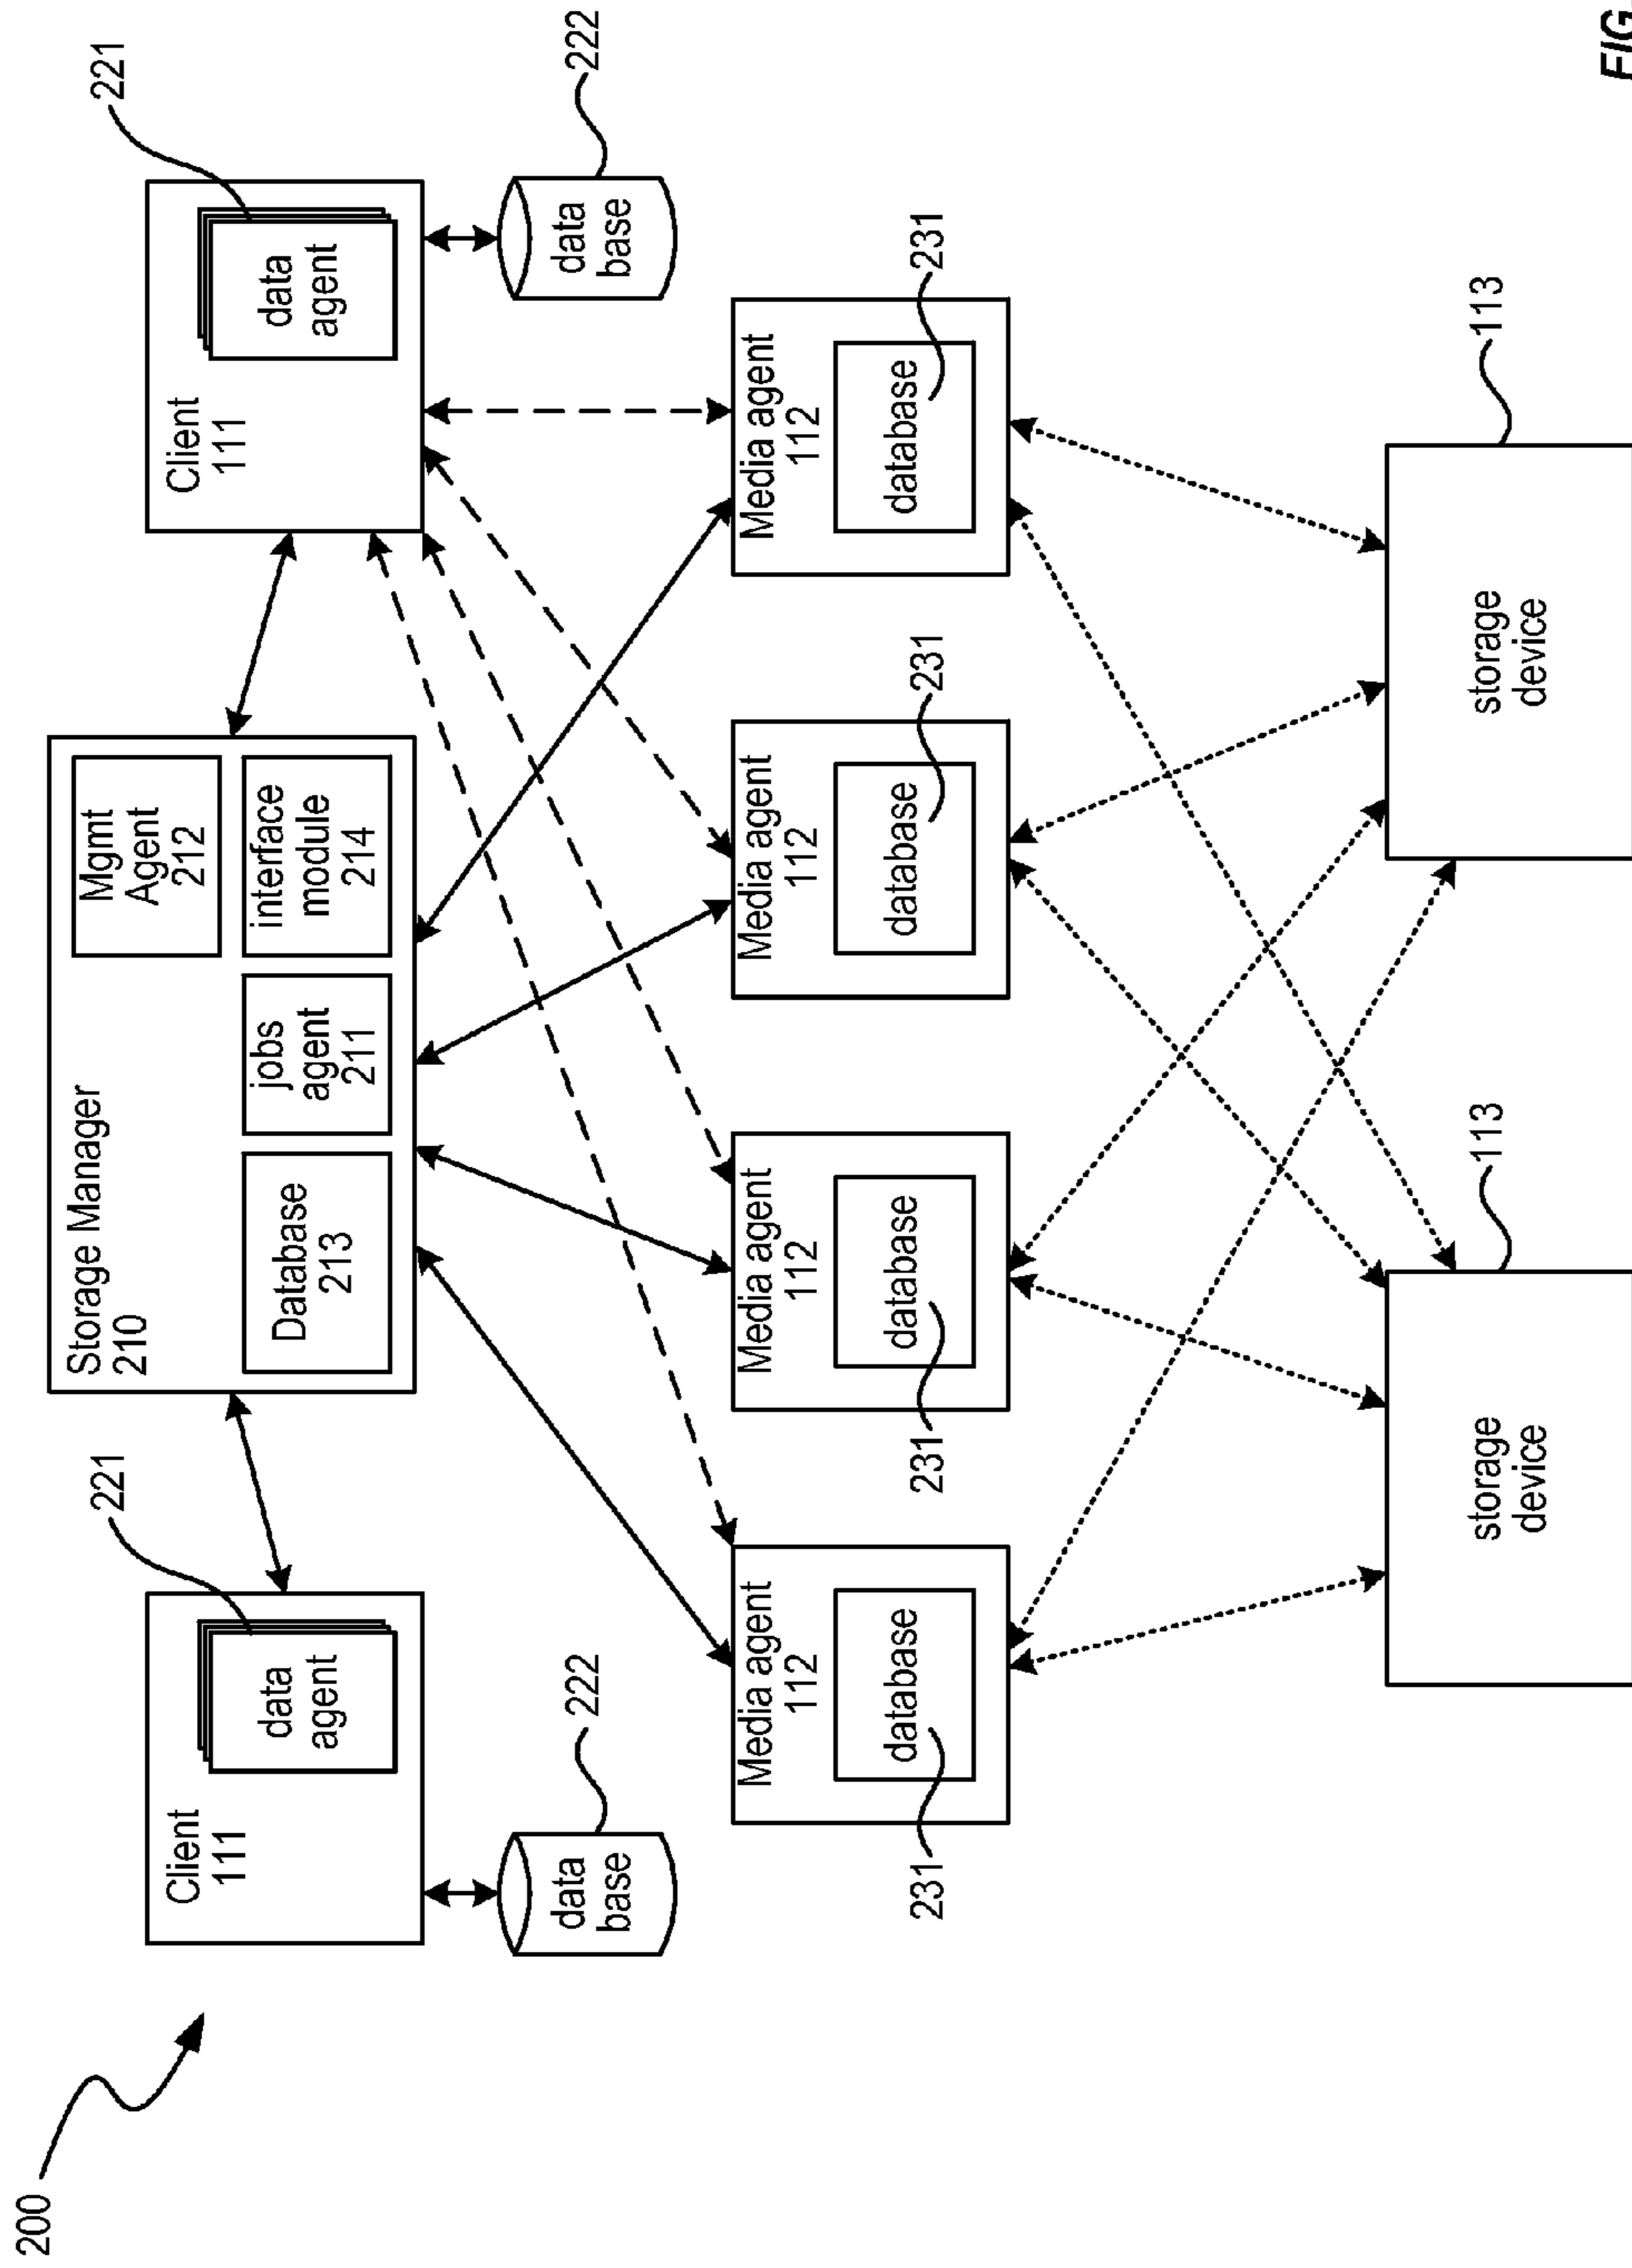 200
221
221
Client
111
data
agent
Storage Manager
210
Mgmt
Agent
212
Database
213
jobs
agent
211
interface
module
214
Client
111
data
agent
data
base
222
data
base
222
Media agent
112
database
231
Media agent
112
database
231
Media agent
112
database
231
Media agent
112
database
231
storage
device
113
storage
device
113
FIG.